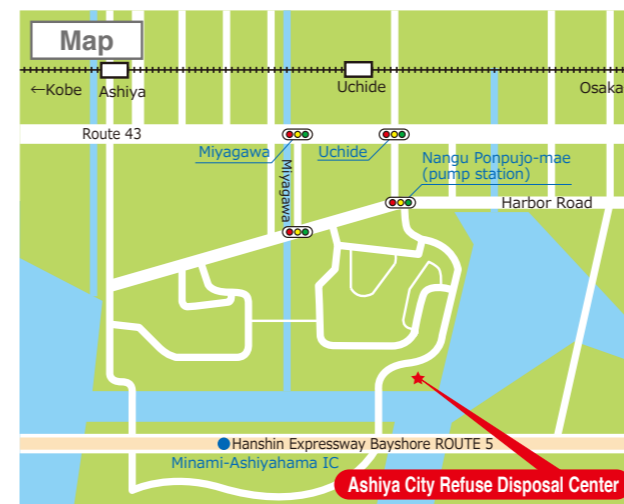 Map
←Kobe
Ashiya
Uchide
Osaka
Route 43
Miyagawa
Uchide
Nangu Ponpujo-mae
(pump station)
Miyagawa
Harbor Road
Hanshin Expressway Bayshore ROUTE 5
Minami-Ashiyahama IC
Ashiya City Refuse Disposal Center